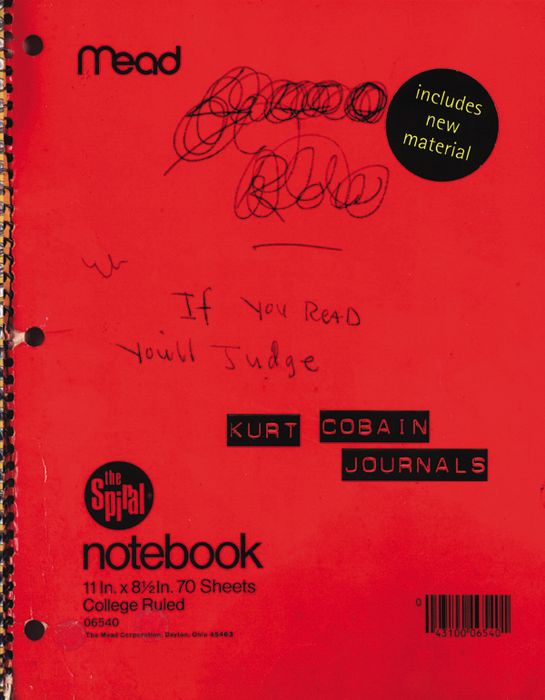 mead
includes
new
material
If You READ
You'll Judge
KURT COBAIN
JOURNALS
the
Spiral
notebook
11 In. x 8½ In. 70 Sheets
College Ruled
06540
The Mead Corporation, Dayton, Ohio 45463
0
43100 06540